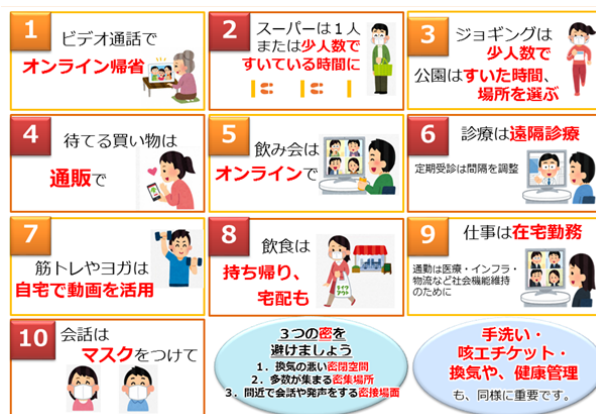 1
ビデオ通話で
オンライン帰省
2
スーパーは１人
または少人数で
すいている時間に
3
ジョギングは
少人数で
公園はすいた時間、
場所を選ぶ
4
待てる買い物は
通販で
5
飲み会は
オンラインで
6
診療は遠隔診療
定期受診は間隔を調整
7
筋トレやヨガは
自宅で動画を活用
8
飲食は
持ち帰り、
宅配も
テイク
アウト
9
仕事は在宅勤務
通勤は医療・インフラ・
物流など社会機能維持
のために
10
会話は
マスクをつけて
３つの密を
避けましょう
１．換気の悪い密閉空間
２．多数が集まる密集場所
３．間近で会話や発声をする密接場面
手洗い・
咳エチケット・
換気や、健康管理
も、同様に重要です。